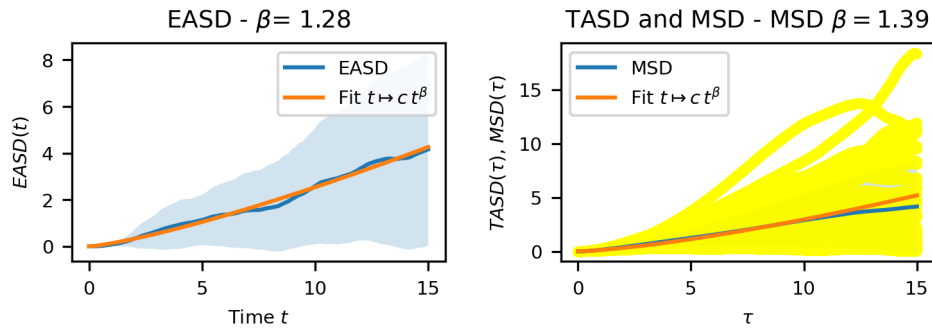 EASD - β= 1.28
EASD
Fit t ↦ c t^β
EASD(t)
8
6
4
2
0
0
5
10
15
Time t
TASD and MSD - MSD β = 1.39
MSD
Fit t ↦ c t^β
TASD(τ), MSD(τ)
15
10
5
0
0
5
10
15
τ